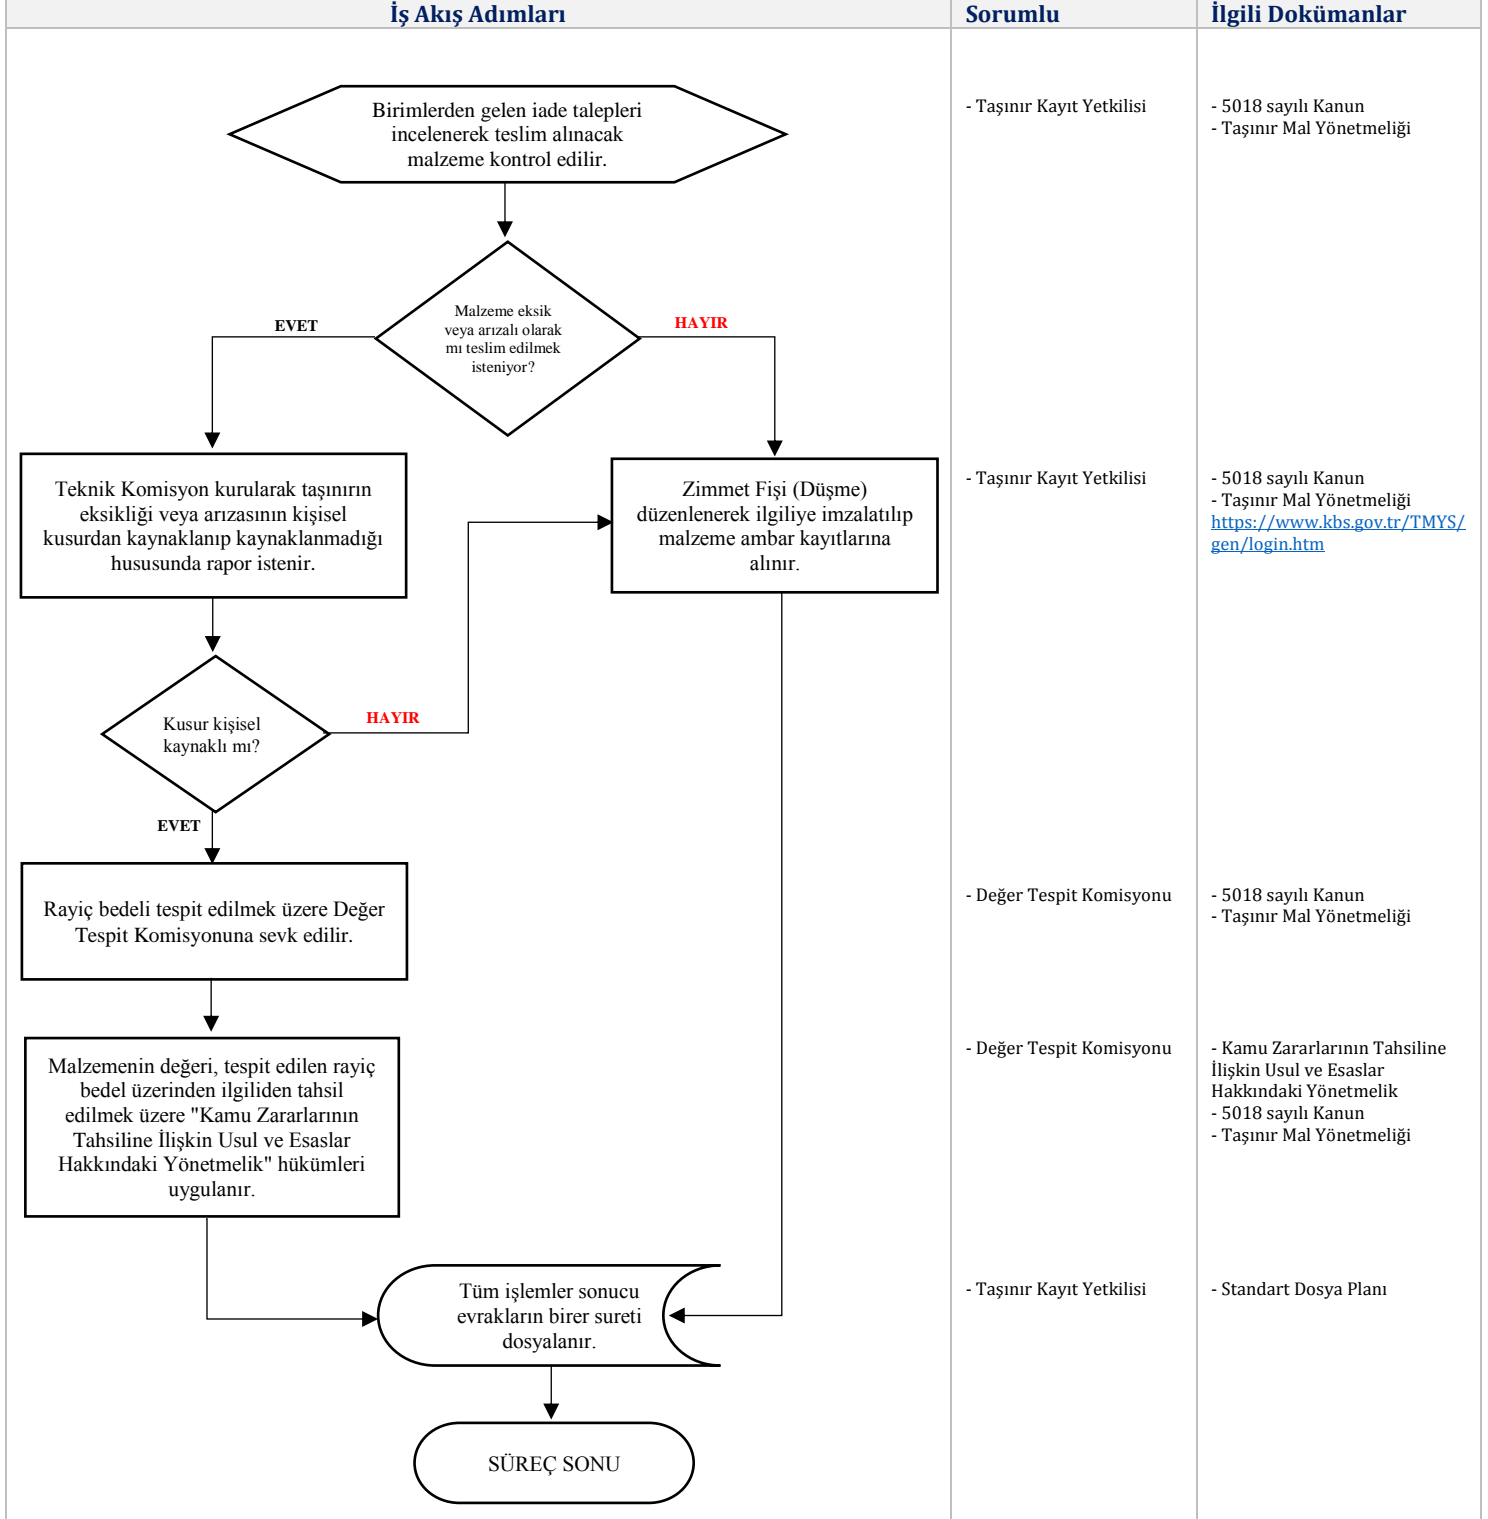 İş Akış Adımları
Sorumlu
İlgili Dokümanlar
Birimlerden gelen iade talepleri
incelenerek teslim alınacak
malzeme kontrol edilir.
- Taşınır Kayıt Yetkilisi
- 5018 sayılı Kanun
- Taşınır Mal Yönetmeliği
Malzeme eksik
veya arızalı olarak
mı teslim edilmek
isteniyor?
EVET
HAYIR
Teknik Komisyon kurularak taşınırın
eksikliği veya arızasının kişisel
kusurdan kaynaklanıp kaynaklanmadığı
hususunda rapor istenir.
Zimmet Fişi (Düşme)
düzenlenerek ilgiliye imzalatılıp
malzeme ambar kayıtlarına
alınır.
- Taşınır Kayıt Yetkilisi
- 5018 sayılı Kanun
- Taşınır Mal Yönetmeliği
https://www.kbs.gov.tr/TMYS/
gen/login.htm
Kusur kişisel
kaynaklı mı?
HAYIR
EVET
Rayiç bedeli tespit edilmek üzere Değer
Tespit Komisyonuna sevk edilir.
- Değer Tespit Komisyonu
- 5018 sayılı Kanun
- Taşınır Mal Yönetmeliği
Malzemenin değeri, tespit edilen rayiç
bedel üzerinden ilgiliden tahsil
edilmek üzere "Kamu Zararlarının
Tahsiline İlişkin Usul ve Esaslar
Hakkındaki Yönetmelik" hükümleri
uygulanır.
- Değer Tespit Komisyonu
- Kamu Zararlarının Tahsiline
İlişkin Usul ve Esaslar
Hakkındaki Yönetmelik
- 5018 sayılı Kanun
- Taşınır Mal Yönetmeliği
Tüm işlemler sonucu
evrakların birer sureti
dosyalanır.
- Taşınır Kayıt Yetkilisi
- Standart Dosya Planı
SÜREÇ SONU